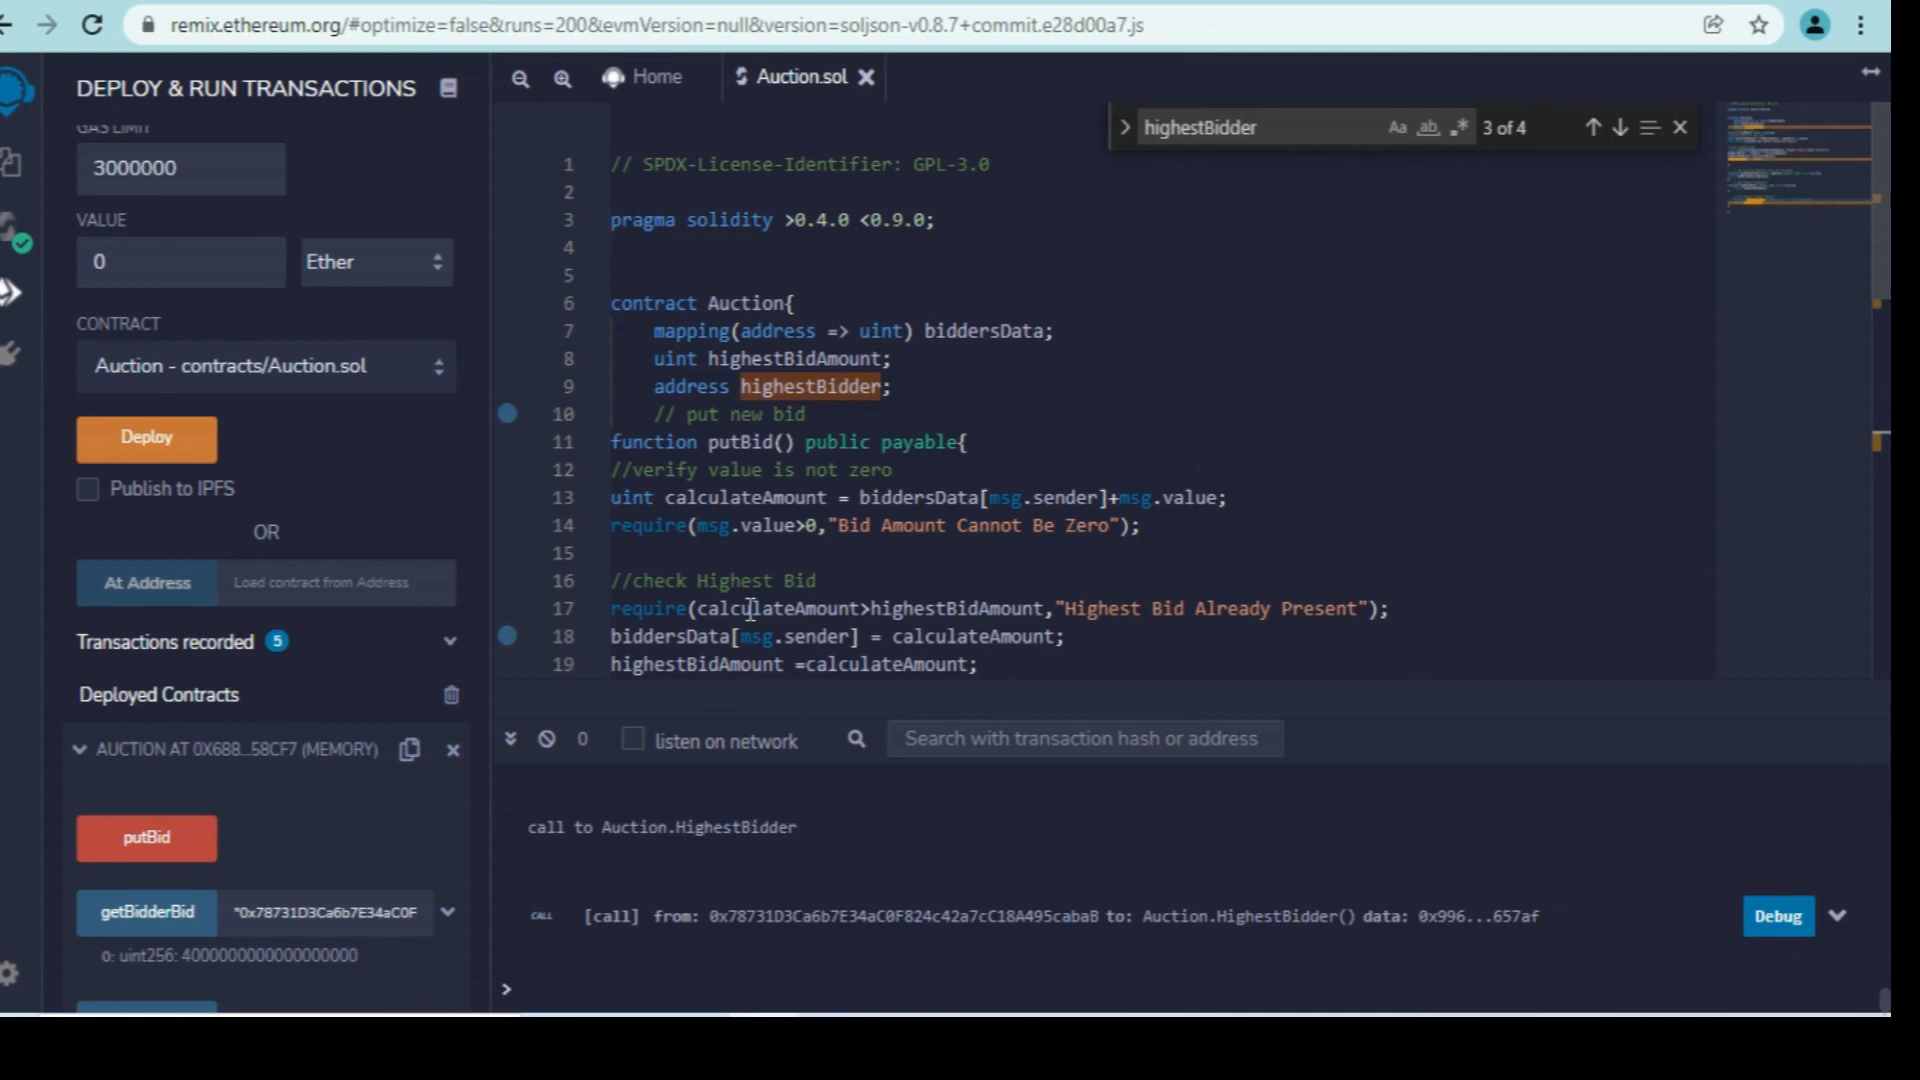 remix.ethereum.org/#optimize=false&runs=200&evmVersion=null&version=soljson-v0.8.7+commit.e28d00a7.js
DEPLOY & RUN TRANSACTIONS
GAS LIMIT
3000000
VALUE
0
Ether
CONTRACT
Auction - contracts/Auction.sol
Deploy
Publish to IPFS
OR
At Address
Load contract from Address
Transactions recorded 5
Deployed Contracts
AUCTION AT 0X688...58CF7 (MEMORY)
putBid
getBidderBid
"0x78731D3Ca6b7E34aC0F
0: uint256: 4000000000000000000
Home
Auction.sol
highestBidder
Aa
ab
.*
3 of 4
1 // SPDX-License-Identifier: GPL-3.0
2
3 pragma solidity >0.4.0 <0.9.0;
4
5
6 contract Auction{
7 mapping(address => uint) biddersData;
8 uint highestBidAmount;
9 address highestBidder;
10 // put new bid
11 function putBid() public payable{
12 //verify value is not zero
13 uint calculateAmount = biddersData[msg.sender]+msg.value;
14 require(msg.value>0,"Bid Amount Cannot Be Zero");
15
16 //check Highest Bid
17 require(calculateAmount>highestBidAmount,"Highest Bid Already Present");
18 biddersData[msg.sender] = calculateAmount;
19 highestBidAmount =calculateAmount;
0
listen on network
Search with transaction hash or address
call to Auction.HighestBidder
CALL
[call] from: 0x78731D3Ca6b7E34aC0F824c42a7cC18A495cabaB to: Auction.HighestBidder() data: 0x996...657af
Debug
>